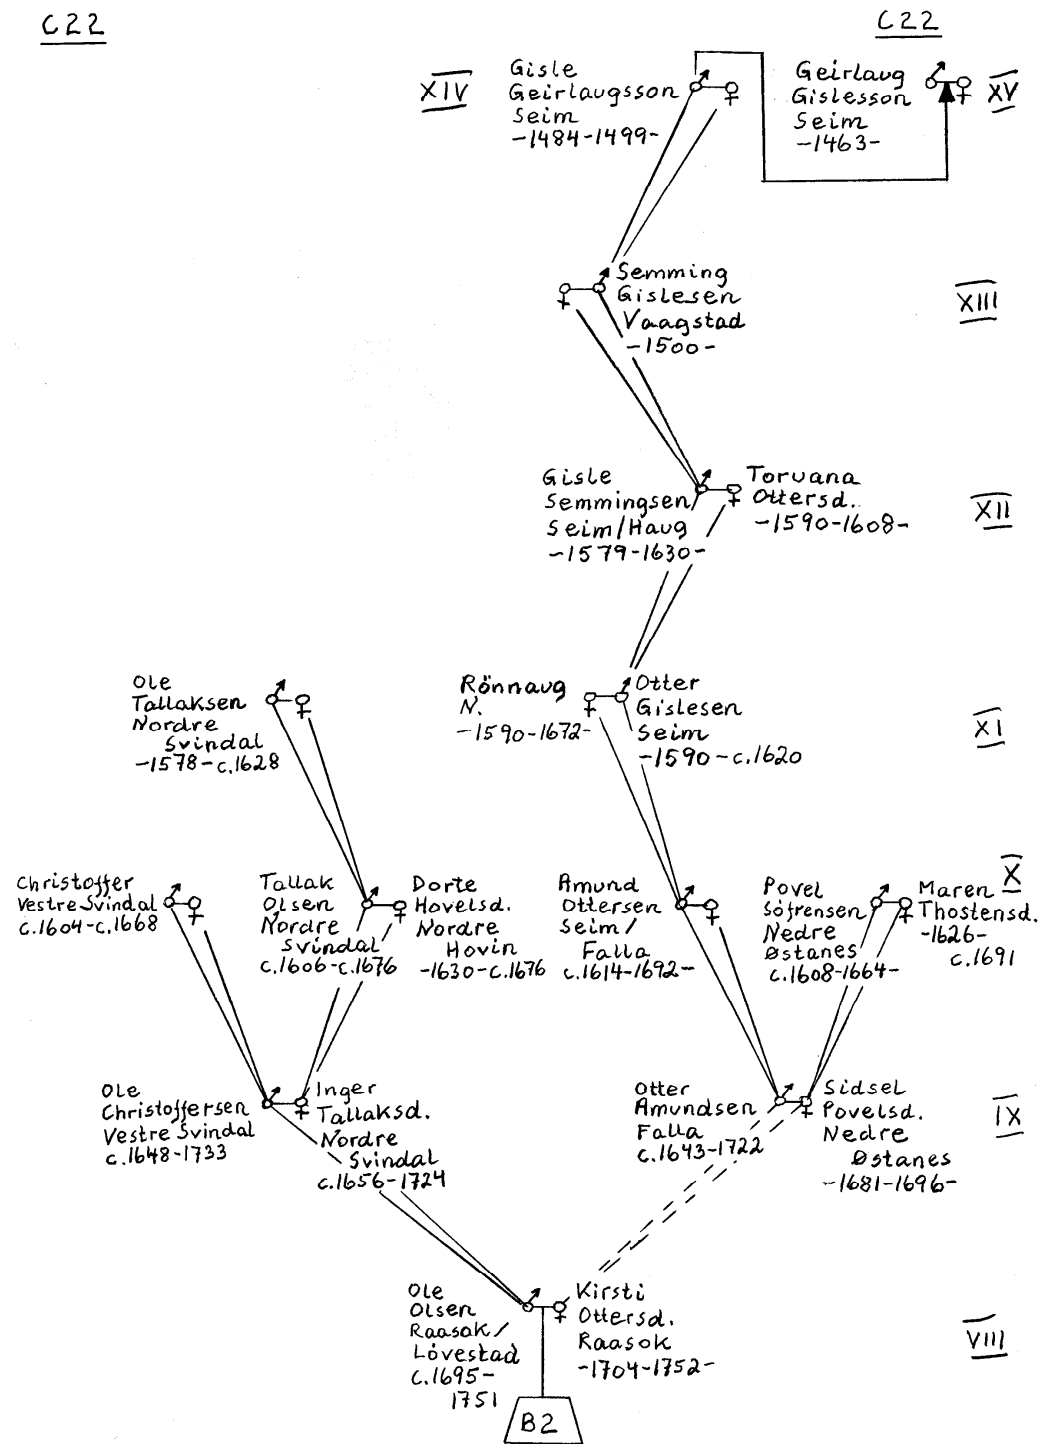 C22
C22
XIV
Gisle
Geirlaugsson
Seim
-1484-1499-
Geirlaug
Gislesson
Seim
-1463-
XV
Semming
Gislesen
Vaagstad
-1500-
XIII
Gisle
Semmingsen
Seim/Haug
-1579-1630-
Torvana
Ottersd.
-1590-1608-
XII
Ole
Tallaksen
Nordre
Svindal
-1578-c.1628
Rönnaug
N.
-1590-1672-
Otter
Gislesen
Seim
-1590-c.1620
XI
Christoffer
Vestre Svindal
c.1604-c.1668
Tallak
Olsen
Nordre
Svindal
c.1606-c.1676
Dorte
Hovelsd.
Nordre
Hovin
-1630-c.1676
Amund
Ottersen
Seim/
Falla
c.1614-1692-
Povel
Söfrensen
Nedre
Østanes
c.1608-1664-
Maren
Thostensd.
-1626-
c.1691
X
Ole
Christoffersen
Vestre Svindal
c.1648-1733
Inger
Tallaksd.
Nordre
Svindal
c.1656-1724
Otter
Amundsen
Falla
c.1643-1722
Sidsel
Povelsd.
Nedre
Østanes
-1681-1696-
IX
Ole
Olsen
Raasok/
Lövestad
c.1695-
1751
Kirsti
Ottersd.
Raasok
-1704-1752-
VIII
B2